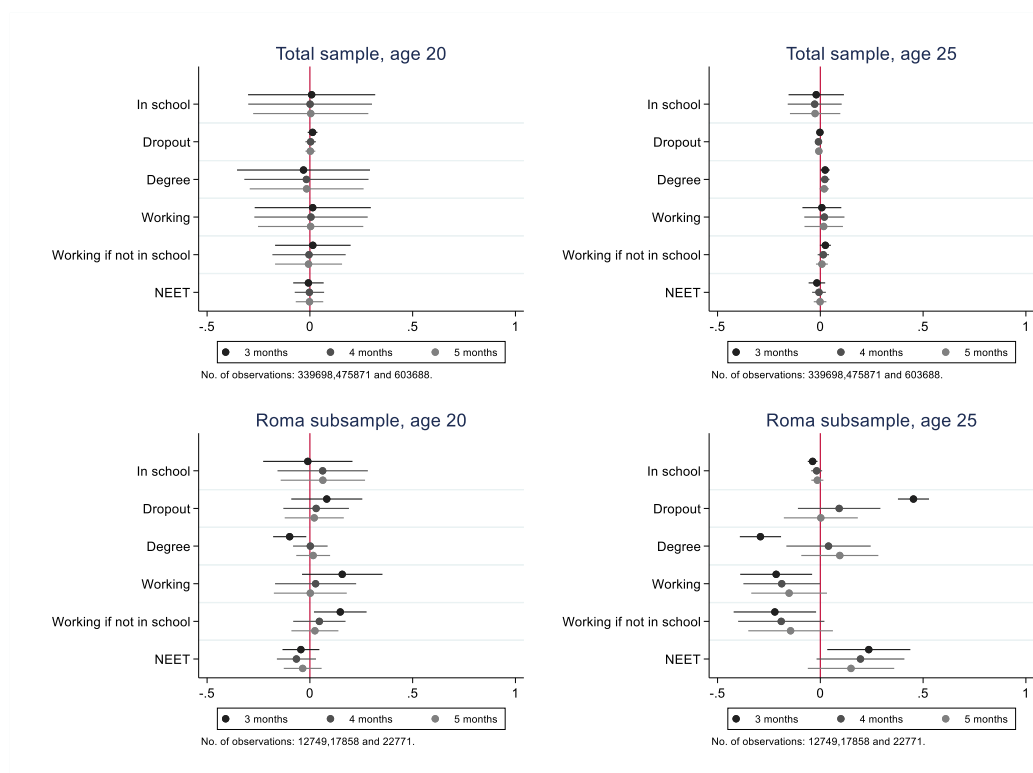 Total sample, age 20
In school
Dropout
Degree
Working
Working if not in school
NEET
-.5 0 .5 1
3 months 4 months 5 months
No. of observations: 339698,475871 and 603688.
Total sample, age 25
In school
Dropout
Degree
Working
Working if not in school
NEET
-.5 0 .5 1
3 months 4 months 5 months
No. of observations: 339698,475871 and 603688.
Roma subsample, age 20
In school
Dropout
Degree
Working
Working if not in school
NEET
-.5 0 .5 1
3 months 4 months 5 months
No. of observations: 12749,17858 and 22771.
Roma subsample, age 25
In school
Dropout
Degree
Working
Working if not in school
NEET
-.5 0 .5 1
3 months 4 months 5 months
No. of observations: 12749,17858 and 22771.